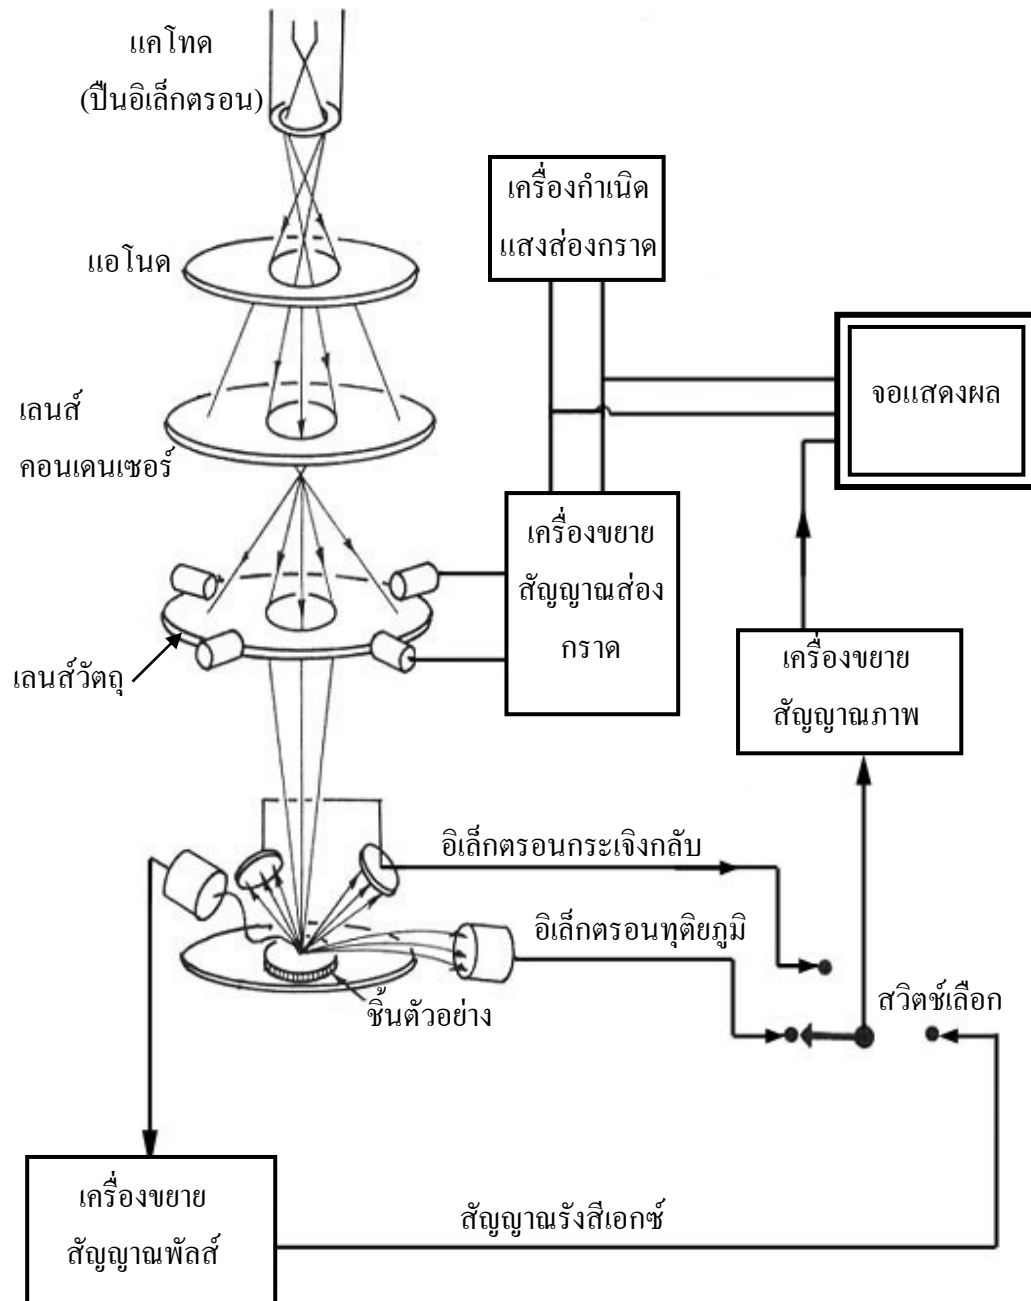 แคโทด
(ปืนอิเล็กตรอน)
แอโนด
เลนส์
คอนเดนเซอร์
เลนส์วัตถุ
เครื่องกำเนิด
แสงส่องกราด
จอแสดงผล
เครื่องขยาย
สัญญาณส่อง
กราด
เครื่องขยาย
สัญญาณภาพ
อิเล็กตรอนกระเจิงกลับ
อิเล็กตรอนทุติยภูมิ
สวิตช์เลือก
ชิ้นตัวอย่าง
เครื่องขยาย
สัญญาณพัลส์
สัญญาณรังสีเอกซ์